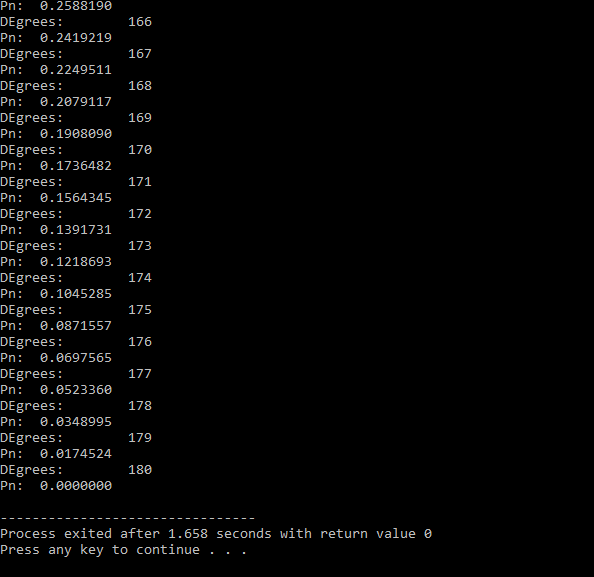 Pn:  0.2588190
DEgrees:        166
Pn:  0.2419219
DEgrees:        167
Pn:  0.2249511
DEgrees:        168
Pn:  0.2079117
DEgrees:        169
Pn:  0.1908090
DEgrees:        170
Pn:  0.1736482
DEgrees:        171
Pn:  0.1564345
DEgrees:        172
Pn:  0.1391731
DEgrees:        173
Pn:  0.1218693
DEgrees:        174
Pn:  0.1045285
DEgrees:        175
Pn:  0.0871557
DEgrees:        176
Pn:  0.0697565
DEgrees:        177
Pn:  0.0523360
DEgrees:        178
Pn:  0.0348995
DEgrees:        179
Pn:  0.0174524
DEgrees:        180
Pn:  0.0000000
--------------------------------
Process exited after 1.658 seconds with return value 0
Press any key to continue . . .